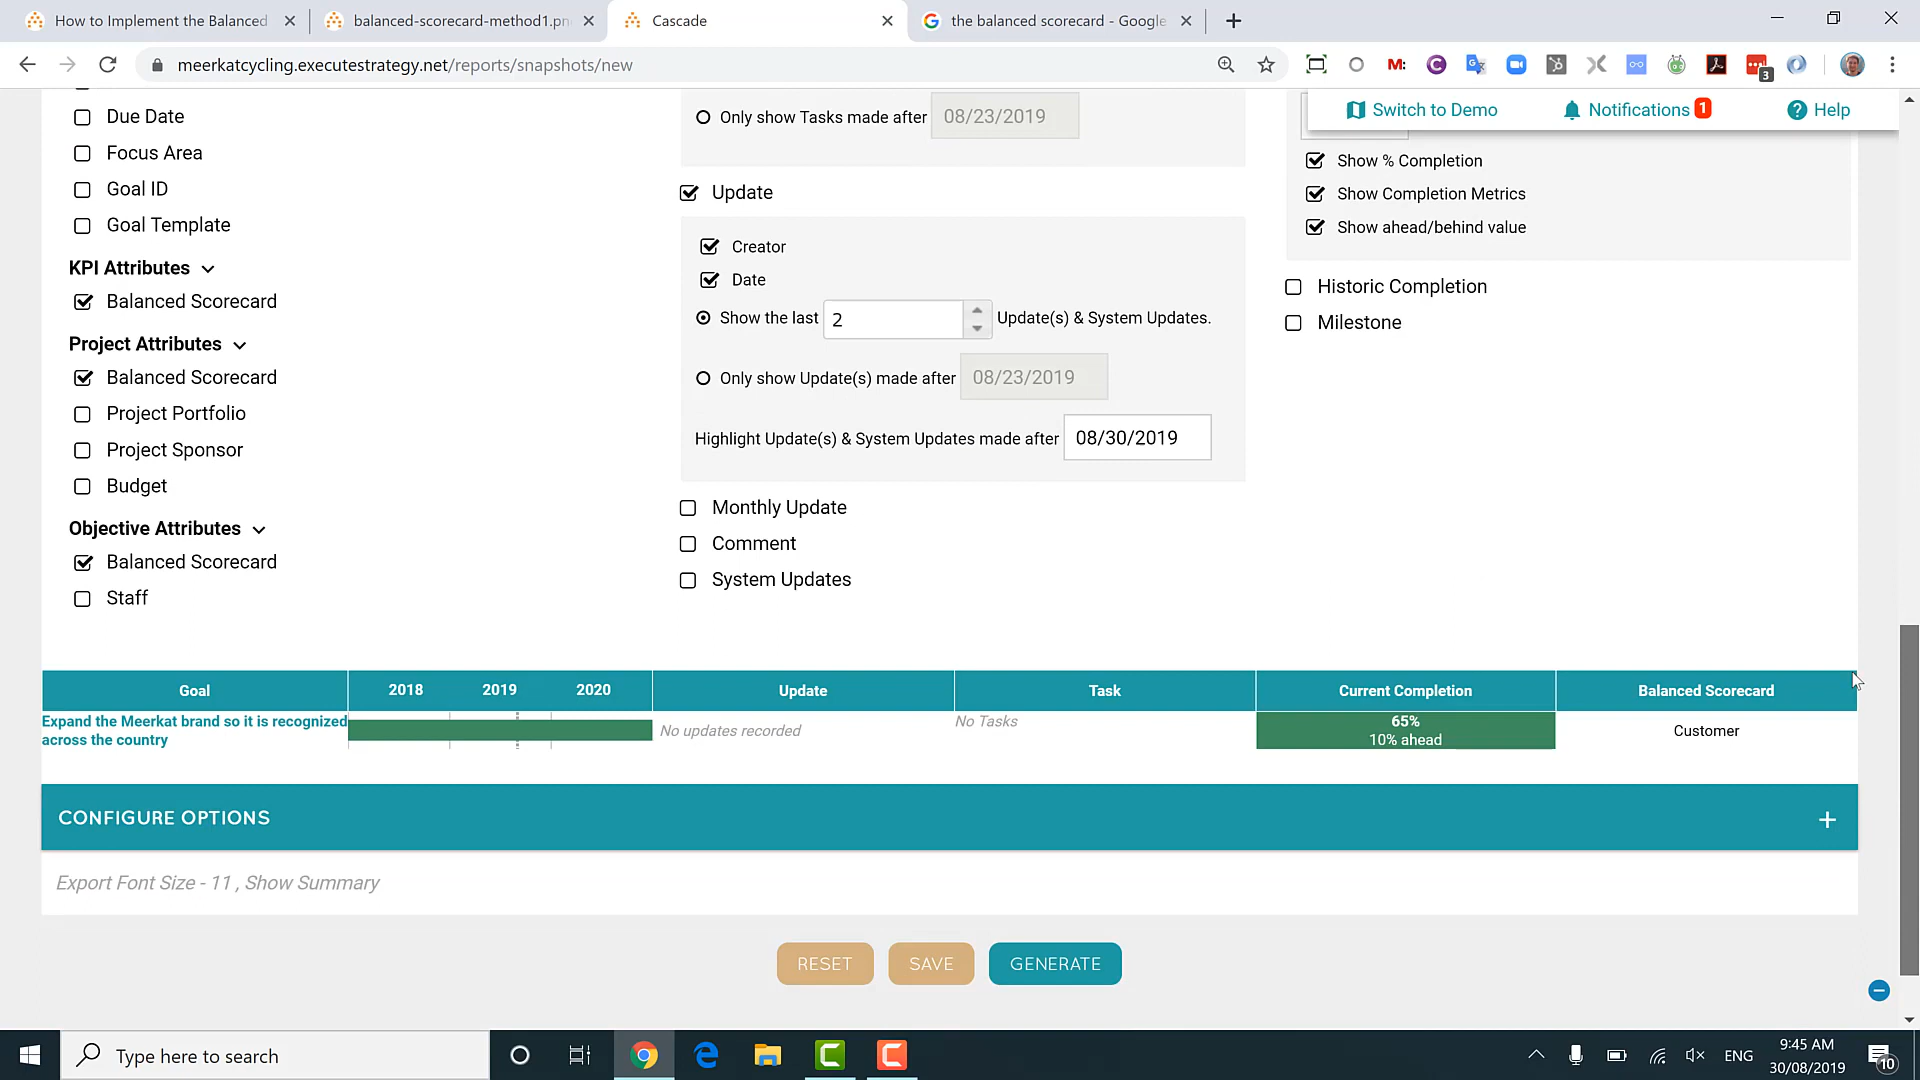 How to Implement the Balanced
balanced-scorecard-method1.pn
Cascade
the balanced scorecard - Google
meerkatcycling.executestrategy.net/reports/snapshots/new
M:
3
Switch to Demo
Notifications 1
Help
Due Date
Focus Area
Goal ID
Goal Template
KPI Attributes
Balanced Scorecard
Project Attributes
Balanced Scorecard
Project Portfolio
Project Sponsor
Budget
Objective Attributes
Balanced Scorecard
Staff
Only show Tasks made after 08/23/2019
Update
Creator
Date
Show the last 2 Update(s) & System Updates.
Only show Update(s) made after 08/23/2019
Highlight Update(s) & System Updates made after 08/30/2019
Monthly Update
Comment
System Updates
Show % Completion
Show Completion Metrics
Show ahead/behind value
Historic Completion
Milestone
Goal 2018 2019 2020 Update Task Current Completion Balanced Scorecard
Expand the Meerkat brand so it is recognized
across the country
No updates recorded
No Tasks
65%
10% ahead
Customer
CONFIGURE OPTIONS
Export Font Size - 11 , Show Summary
RESET SAVE GENERATE
Type here to search
ENG
9:45 AM
30/08/2019
10